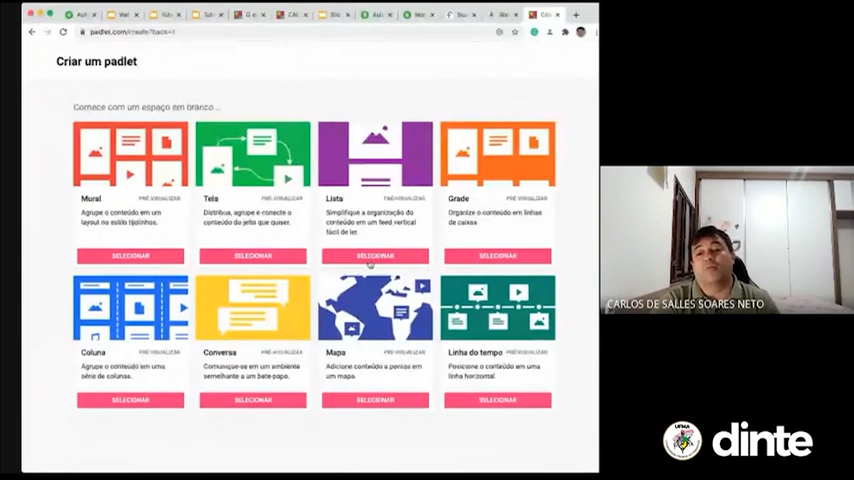 padlet.com/create?back=1
Criar um padlet
Comece com um espaço em branco ...
Mural PRÉ-VISUALIZAR
Agrupe o conteúdo em um
layout no estilo tijolinhos.
SELECIONAR
Tela PRÉ-VISUALIZAR
Distribua, agrupe e conecte o
conteúdo do jeito que quiser.
SELECIONAR
Lista PRÉ-VISUALIZAR
Simplifique a organização do
conteúdo em um feed vertical
fácil de ler.
SELECIONAR
Grade PRÉ-VISUALIZAR
Organize o conteúdo em linhas
de caixas.
SELECIONAR
Coluna PRÉ-VISUALIZAR
Agrupe o conteúdo em uma
série de colunas.
SELECIONAR
Conversa PRÉ-VISUALIZAR
Comunique-se em um ambiente
semelhante a um bate-papo.
SELECIONAR
Mapa PRÉ-VISUALIZAR
Adicione conteúdo a pontos em
um mapa.
SELECIONAR
Linha do tempo PRÉ-VISUALIZAR
Posicione o conteúdo em uma
linha horizontal.
SELECIONAR
CARLOS DE SALLES SOARES NETO
UFMA
dinte